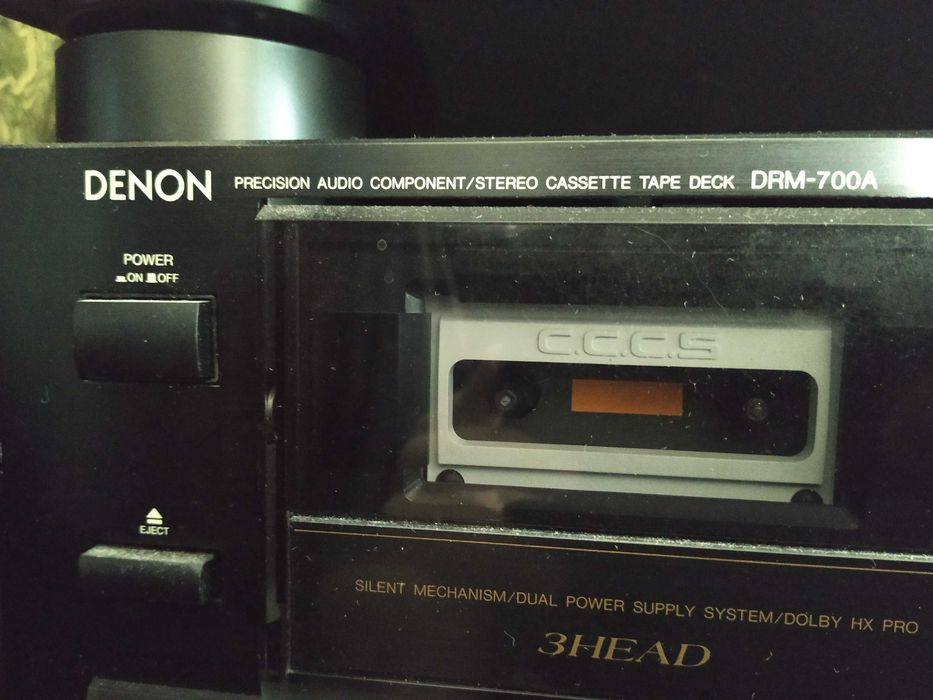 DENON PRECISION AUDIO COMPONENT/STEREO CASSETTE TAPE DECK DRM-700A
POWER
ON OFF
C.C.C.S
EJECT
SILENT MECHANISM/DUAL POWER SUPPLY SYSTEM/DOLBY HX PRO
3HEAD